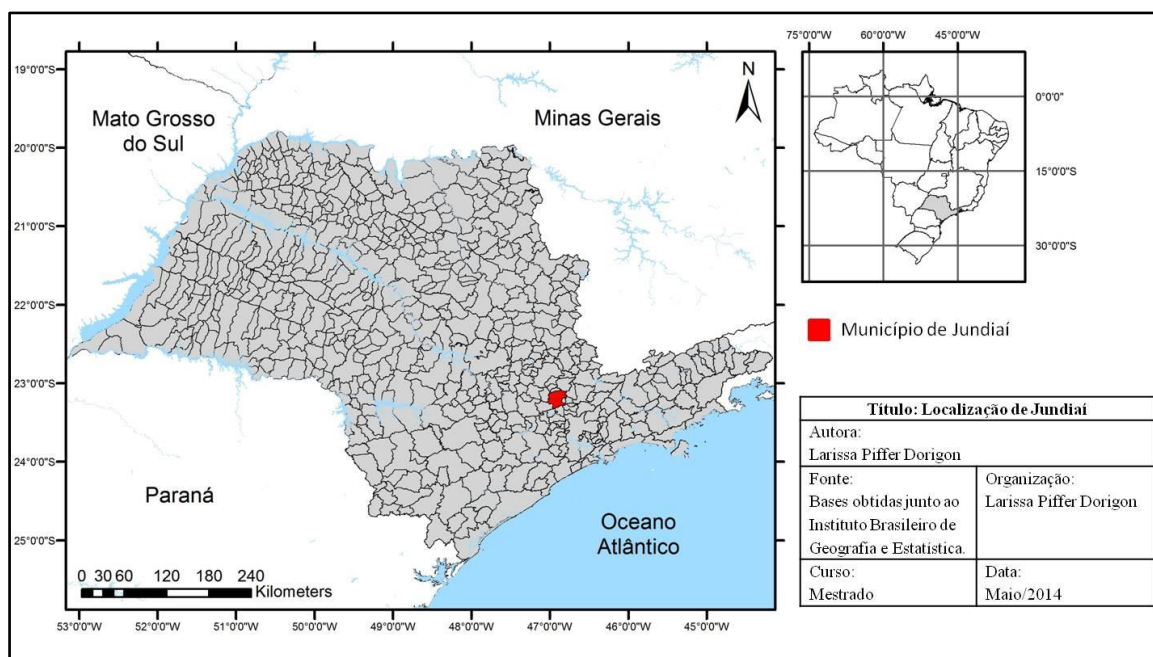 75°0'0"W 60°0'0"W 45°0'0"W
19°0'0"S
20°0'0"S
21°0'0"S
22°0'0"S
23°0'0"S
24°0'0"S
25°0'0"S
Mato Grosso
do Sul
Minas Gerais
N
Paraná
Oceano
Atlântico
0 30 60 120 180 240
Kilometers
53°0'0"W 52°0'0"W 51°0'0"W 50°0'0"W 49°0'0"W 48°0'0"W 47°0'0"W 46°0'0"W 45°0'0"W
0°0'0"
15°0'0"S
30°0'0"S
Município de Jundiaí
Título: Localização de Jundiaí
Autora:
Larissa Piffer Dorigon
Fonte:
Bases obtidas junto ao
Instituto Brasileiro de
Geografia e Estatística.
Organização:
Larissa Piffer Dorigon
Curso:
Mestrado
Data:
Maio/2014